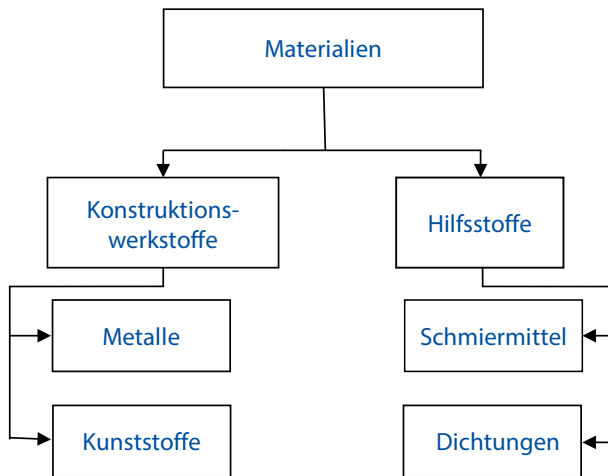 Materialien
Konstruktions-
werkstoffe
Hilfsstoffe
Metalle
Schmiermittel
Kunststoffe
Dichtungen